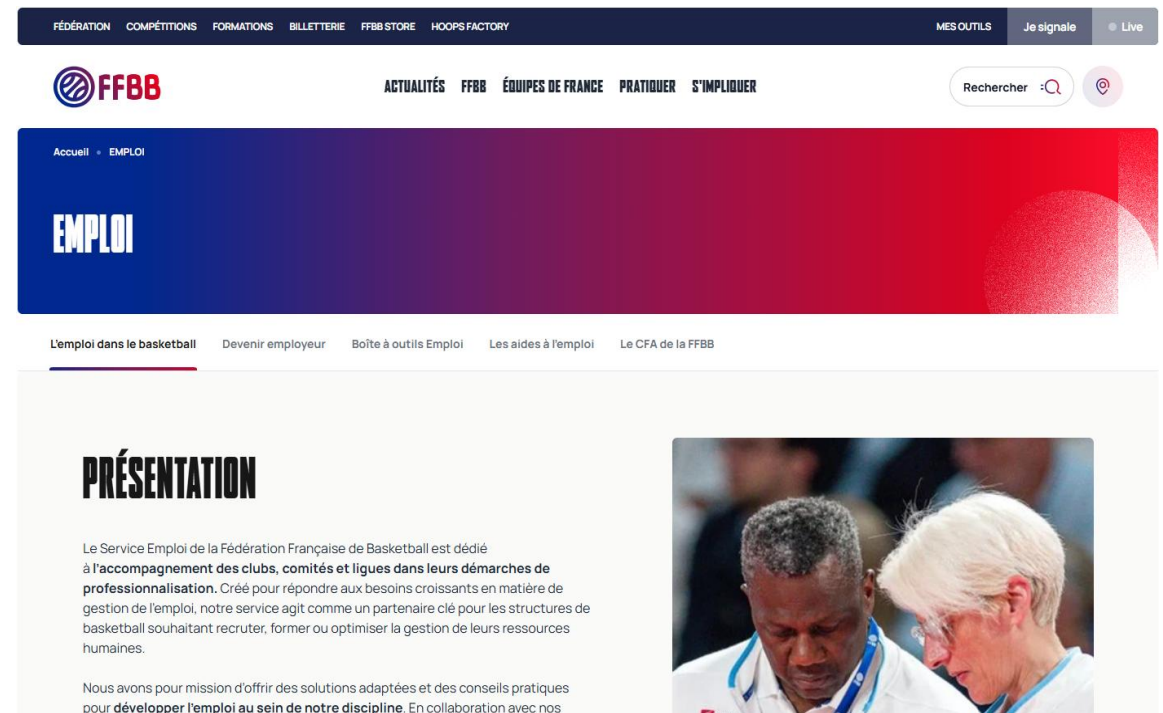 FÉDÉRATION COMPÉTITIONS FORMATIONS BILLETTERIE FFBB STORE HOOPS FACTORY MES OUTILS Je signale Live
FFBB ACTUALITÉS FFBB ÉQUIPES DE FRANCE PRATIQUER S'IMPLIQUER Rechercher
Accueil EMPLOI
EMPLOI
L'emploi dans le basketball Devenir employeur Boîte à outils Emploi Les aides à l'emploi Le CFA de la FFBB
PRÉSENTATION
Le Service Emploi de la Fédération Française de Basketball est dédié
à l'accompagnement des clubs, comités et ligues dans leurs démarches de
professionnalisation. Créé pour répondre aux besoins croissants en matière de
gestion de l'emploi, notre service agit comme un partenaire clé pour les structures de
basketball souhaitant recruter, former ou optimiser la gestion de leurs ressources
humaines.
Nous avons pour mission d'offrir des solutions adaptées et des conseils pratiques
pour développer l'emploi au sein de notre discipline. En collaboration avec nos